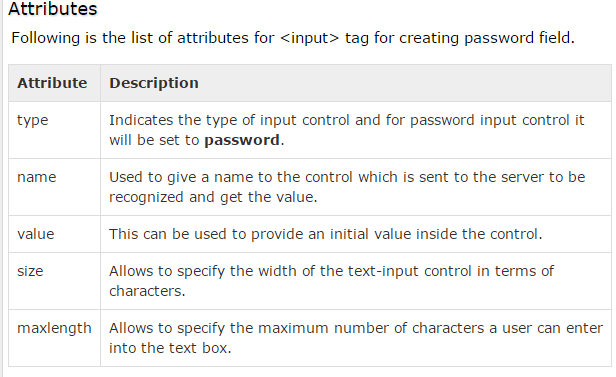 Attributes
Following is the list of attributes for <input> tag for creating password field.
Attribute Description
type Indicates the type of input control and for password input control it
will be set to password.
name Used to give a name to the control which is sent to the server to be
recognized and get the value.
value This can be used to provide an initial value inside the control.
size Allows to specify the width of the text-input control in terms of
characters.
maxlength Allows to specify the maximum number of characters a user can enter
into the text box.